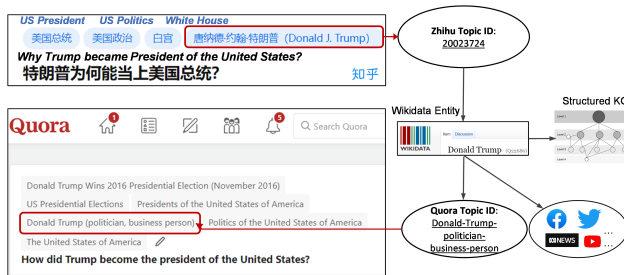 US President US Politics White House
美国总统 美国政治 白宫 唐纳德·约翰·特朗普（Donald J. Trump）
Why Trump became President of the United States?
特朗普为何能当上美国总统?
知乎
Zhihu Topic ID:
20023724
Quora
1
5
Search Quora
Donald Trump Wins 2016 Presidential Election (November 2016)
US Presidential Elections Presidents of the United States of America
Donald Trump (politician, business person) Politics of the United States of America
The United States of America
How did Trump become the president of the United States?
Wikidata Entity
WIKIDATA
Item Discussion
Donald Trump
Structured KG
Quora Topic ID:
Donald-Trump-
politician-
business-person
NEWS
...
...